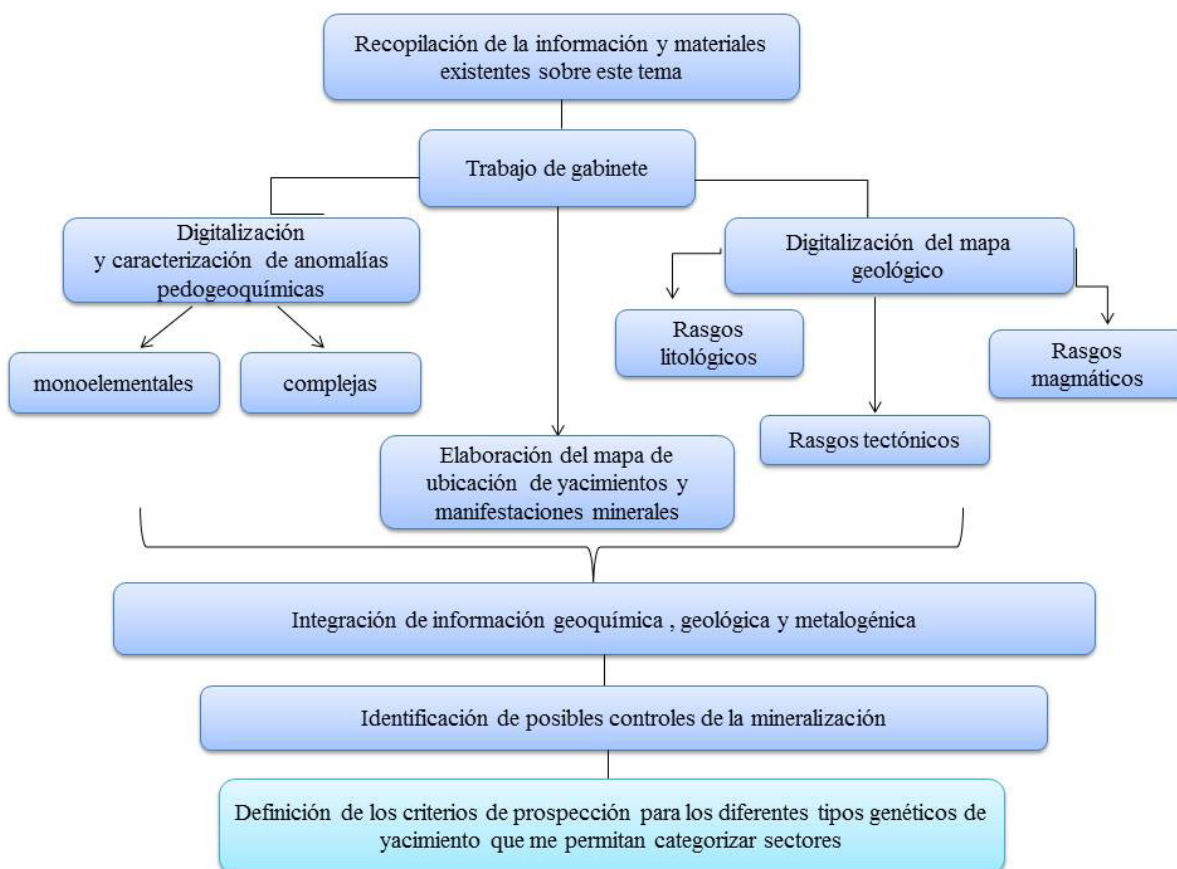 Recopilación de la información y materiales
existentes sobre este tema
Trabajo de gabinete
Digitalización
y caracterización de anomalías
pedogeoquímicas
Digitalización del mapa
geológico
monoelementales
complejas
Rasgos
litológicos
Rasgos
magmáticos
Rasgos tectónicos
Elaboración del mapa de
ubicación de yacimientos y
manifestaciones minerales
Integración de información geoquímica , geológica y metalogénica
Identificación de posibles controles de la mineralización
Definición de los criterios de prospección para los diferentes tipos genéticos de
yacimiento que me permitan categorizar sectores